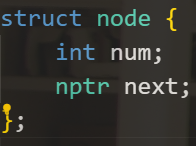 struct node {
    int num;
    nptr next;
};